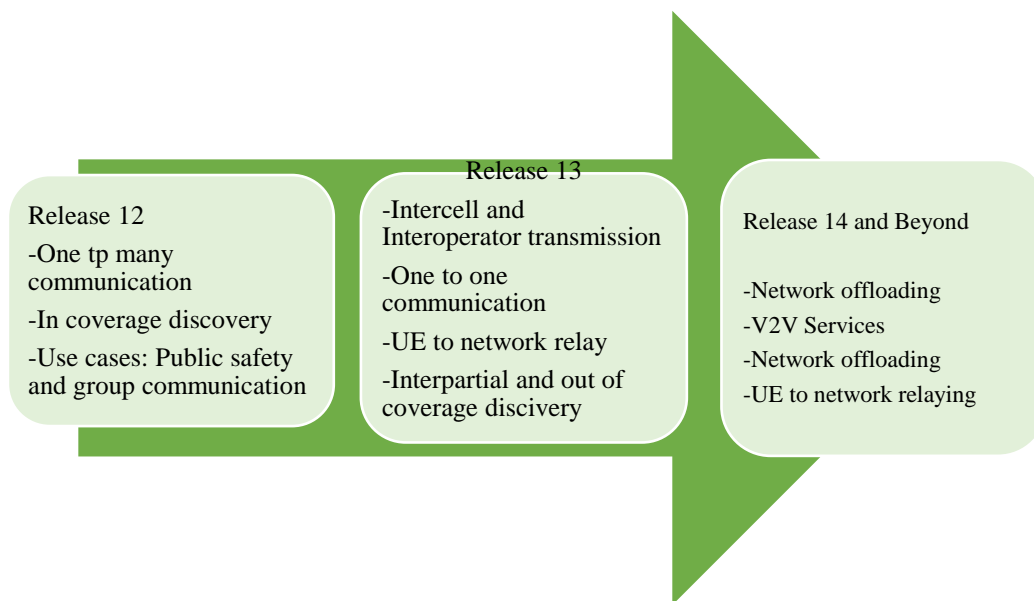 Release 12
-One tp many
communication
-In coverage discovery
-Use cases: Public safety
and group communication
Release 13
-Intercell and
Interoperator transmission
-One to one
communication
-UE to network relay
-Interpartial and out of
coverage discivery
Release 14 and Beyond
-Network offloading
-V2V Services
-Network offloading
-UE to network relaying